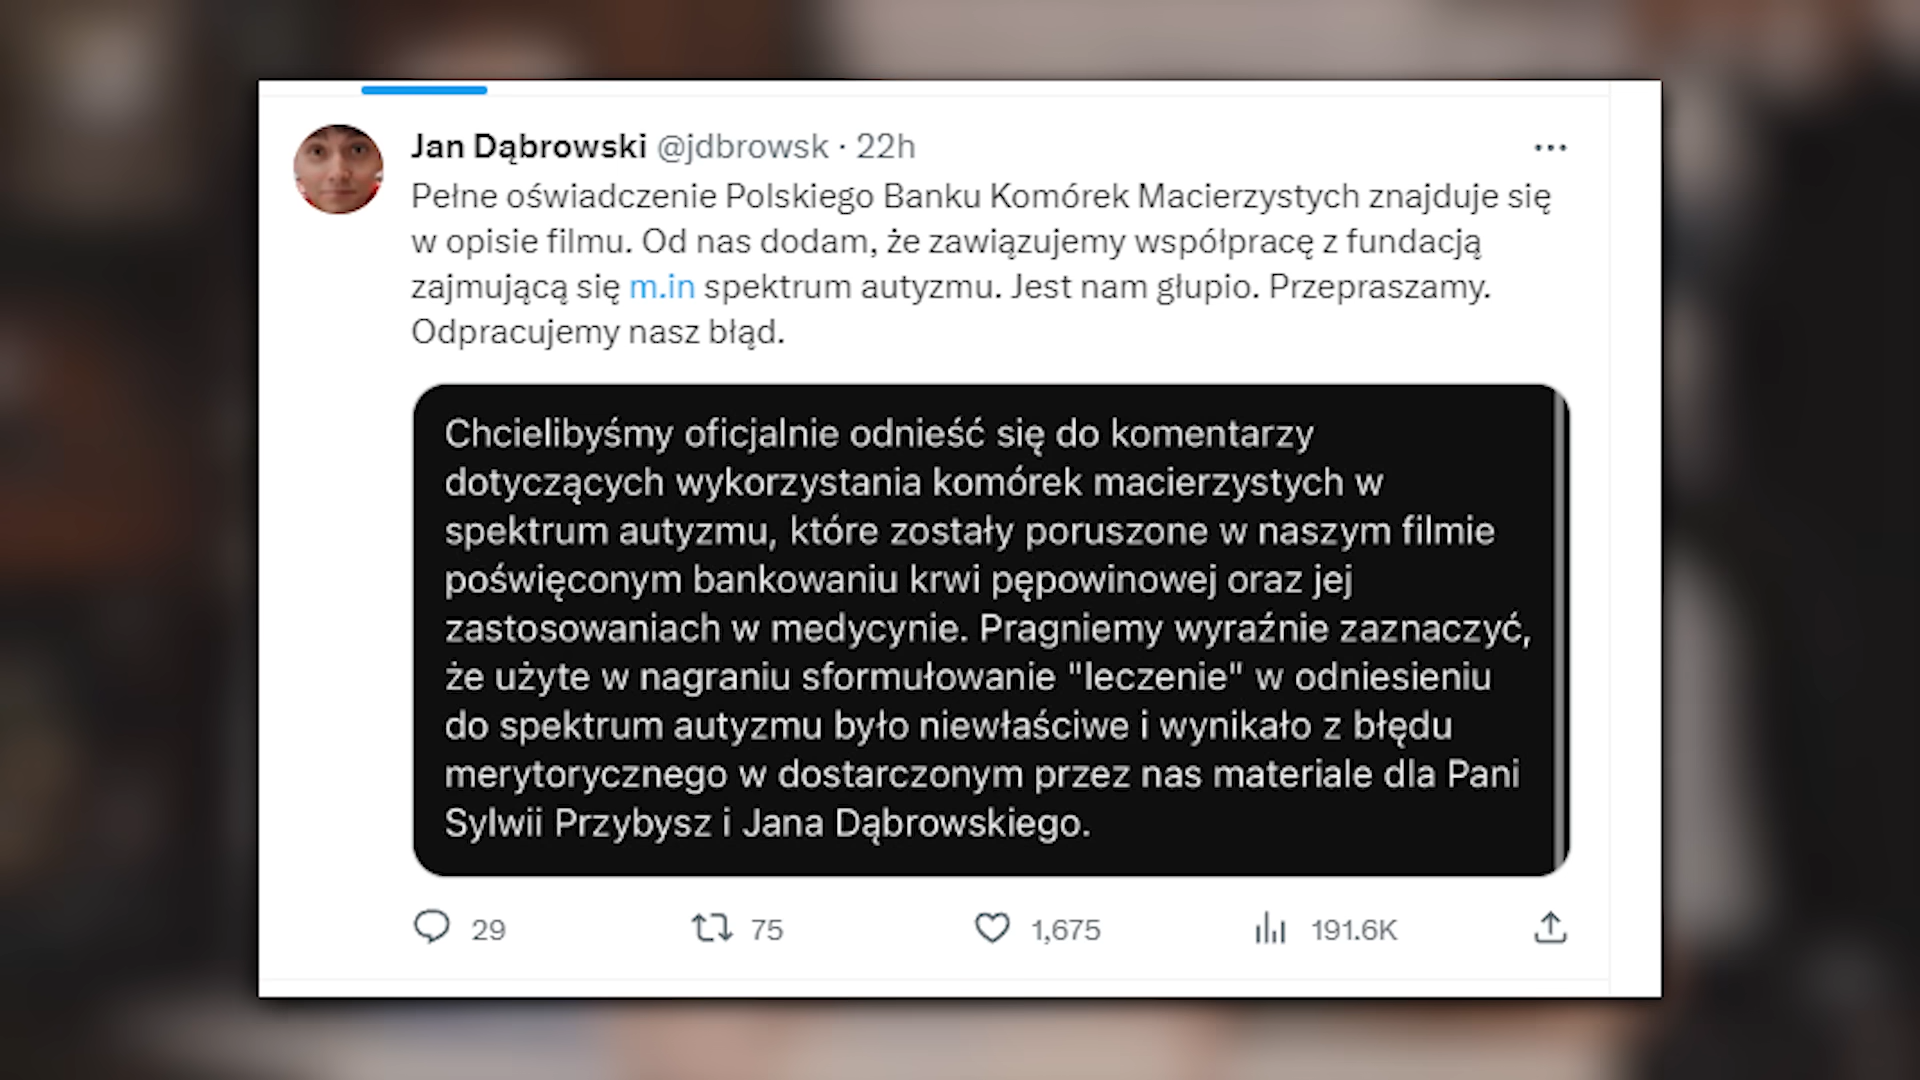 Jan Dąbrowski @jdbrowsk · 22h
Pełne oświadczenie Polskiego Banku Komórek Macierzystych znajduje się
w opisie filmu. Od nas dodam, że zawiązujemy współpracę z fundacją
zajmującą się m.in spektrum autyzmu. Jest nam głupio. Przepraszamy.
Odpracujemy nasz błąd.
Chcielibyśmy oficjalnie odnieść się do komentarzy
dotyczących wykorzystania komórek macierzystych w
spektrum autyzmu, które zostały poruszone w naszym filmie
poświęconym bankowaniu krwi pępowinowej oraz jej
zastosowaniach w medycynie. Pragniemy wyraźnie zaznaczyć,
że użyte w nagraniu sformułowanie "leczenie" w odniesieniu
do spektrum autyzmu było niewłaściwe i wynikało z błędu
merytorycznego w dostarczonym przez nas materiale dla Pani
Sylwii Przybysz i Jana Dąbrowskiego.
29 75 1,675 191.6K